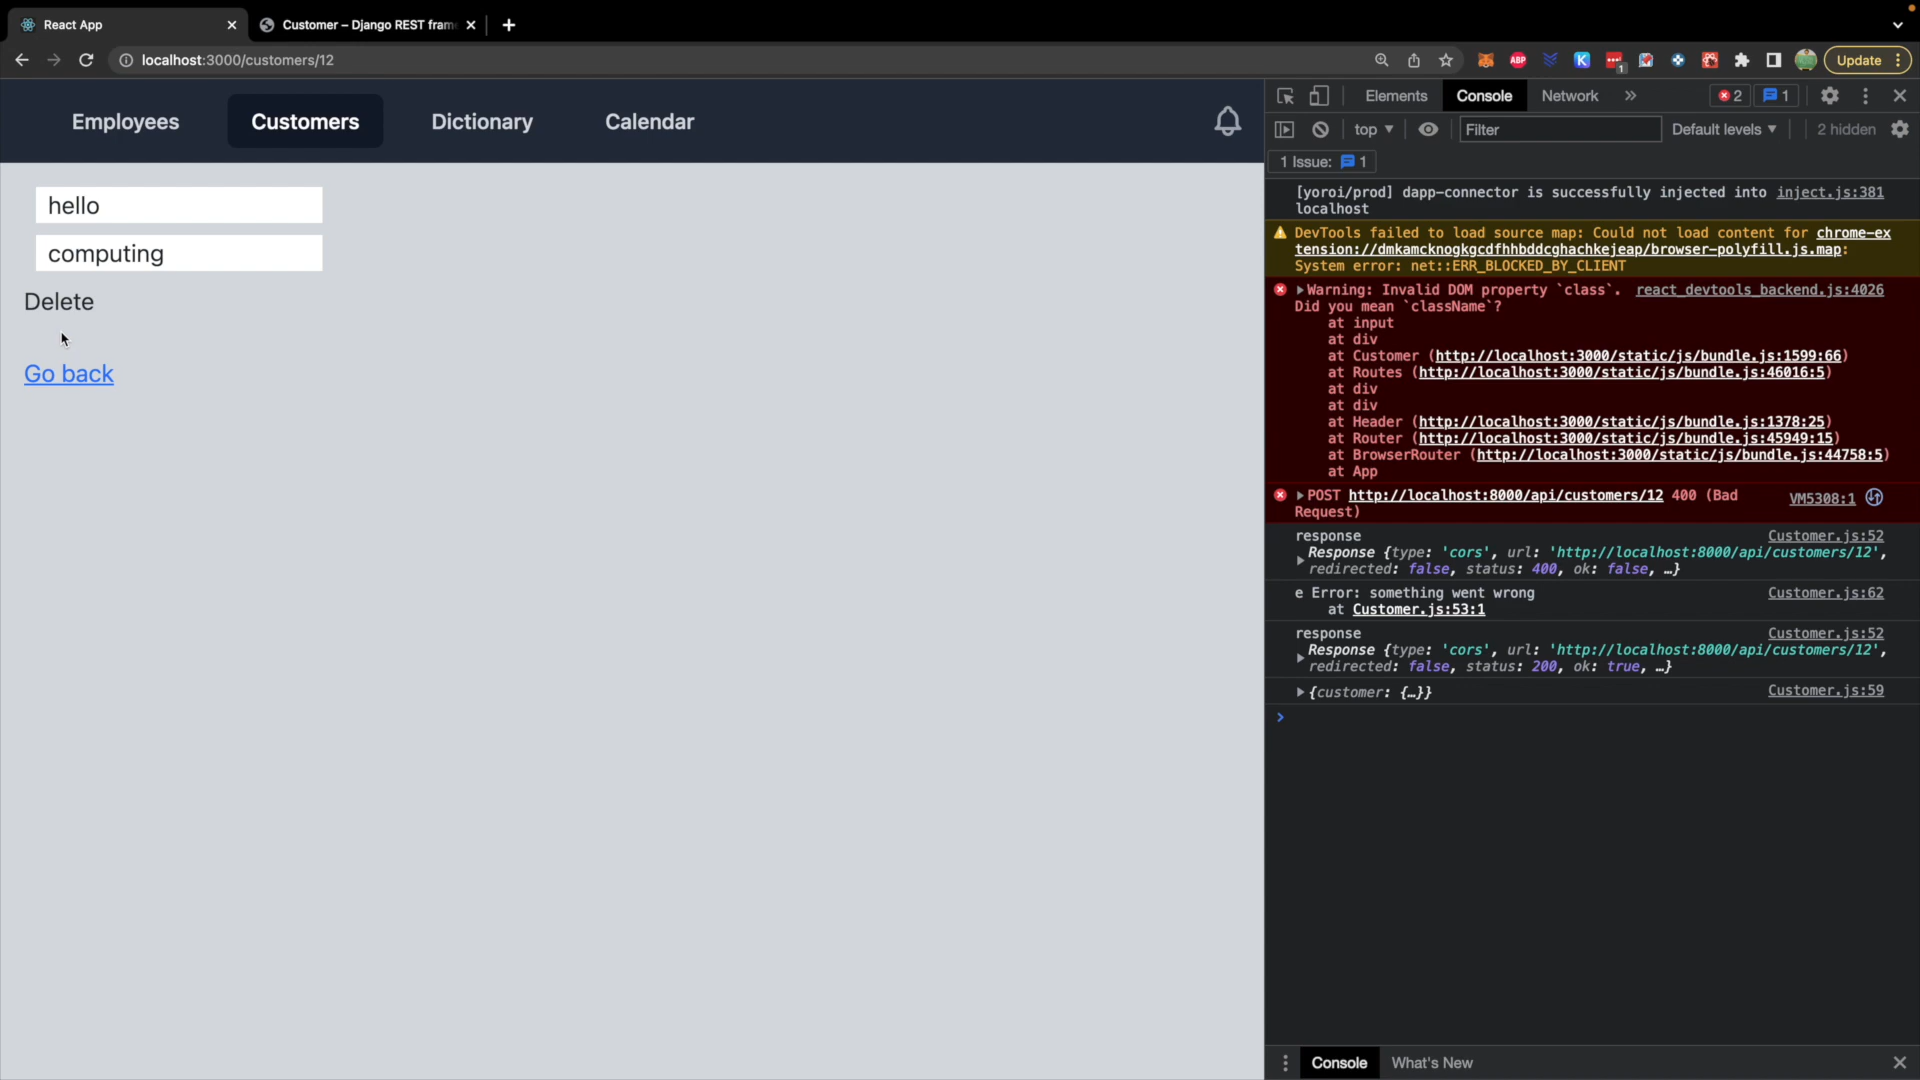 React App
Customer – Django REST fram
localhost:3000/customers/12
ABP
K
1
Update
Employees
Customers
Dictionary
Calendar
hello
computing
Delete
Go back
Elements
Console
Network
2
1
top
Filter
Default levels
2 hidden
1 Issue:
1
[yoroi/prod] dapp-connector is successfully injected into inject.js:381
localhost
DevTools failed to load source map: Could not load content for chrome-ex
tension://dmkamcknogkgcdfhhbddcghachkejeap/browser-polyfill.js.map:
System error: net::ERR_BLOCKED_BY_CLIENT
Warning: Invalid DOM property `class`. react_devtools_backend.js:4026
Did you mean `className`?
at input
at div
at Customer (http://localhost:3000/static/js/bundle.js:1599:66)
at Routes (http://localhost:3000/static/js/bundle.js:46016:5)
at div
at div
at Header (http://localhost:3000/static/js/bundle.js:1378:25)
at Router (http://localhost:3000/static/js/bundle.js:45949:15)
at BrowserRouter (http://localhost:3000/static/js/bundle.js:44758:5)
at App
POST http://localhost:8000/api/customers/12 400 (Bad VM5308:1
Request)
response Customer.js:52
Response {type: 'cors', url: 'http://localhost:8000/api/customers/12',
redirected: false, status: 400, ok: false, …}
e Error: something went wrong Customer.js:62
at Customer.js:53:1
response Customer.js:52
Response {type: 'cors', url: 'http://localhost:8000/api/customers/12',
redirected: false, status: 200, ok: true, …}
{customer: {…}} Customer.js:59
Console
What's New